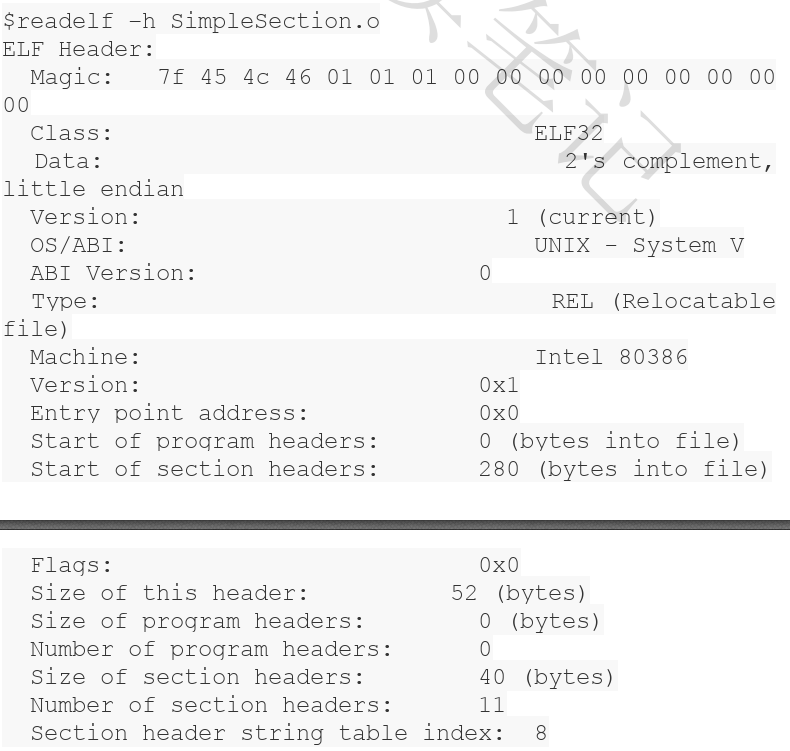 读笔记
$readelf –h SimpleSection.o
ELF Header:
Magic: 7f 45 4c 46 01 01 01 00 00 00 00 00 00 00 00
00
Class: ELF32
Data: 2's complement,
little endian
Version: 1 (current)
OS/ABI: UNIX - System V
ABI Version: 0
Type: REL (Relocatable
file)
Machine: Intel 80386
Version: 0x1
Entry point address: 0x0
Start of program headers: 0 (bytes into file)
Start of section headers: 280 (bytes into file)
Flags: 0x0
Size of this header: 52 (bytes)
Size of program headers: 0 (bytes)
Number of program headers: 0
Size of section headers: 40 (bytes)
Number of section headers: 11
Section header string table index: 8